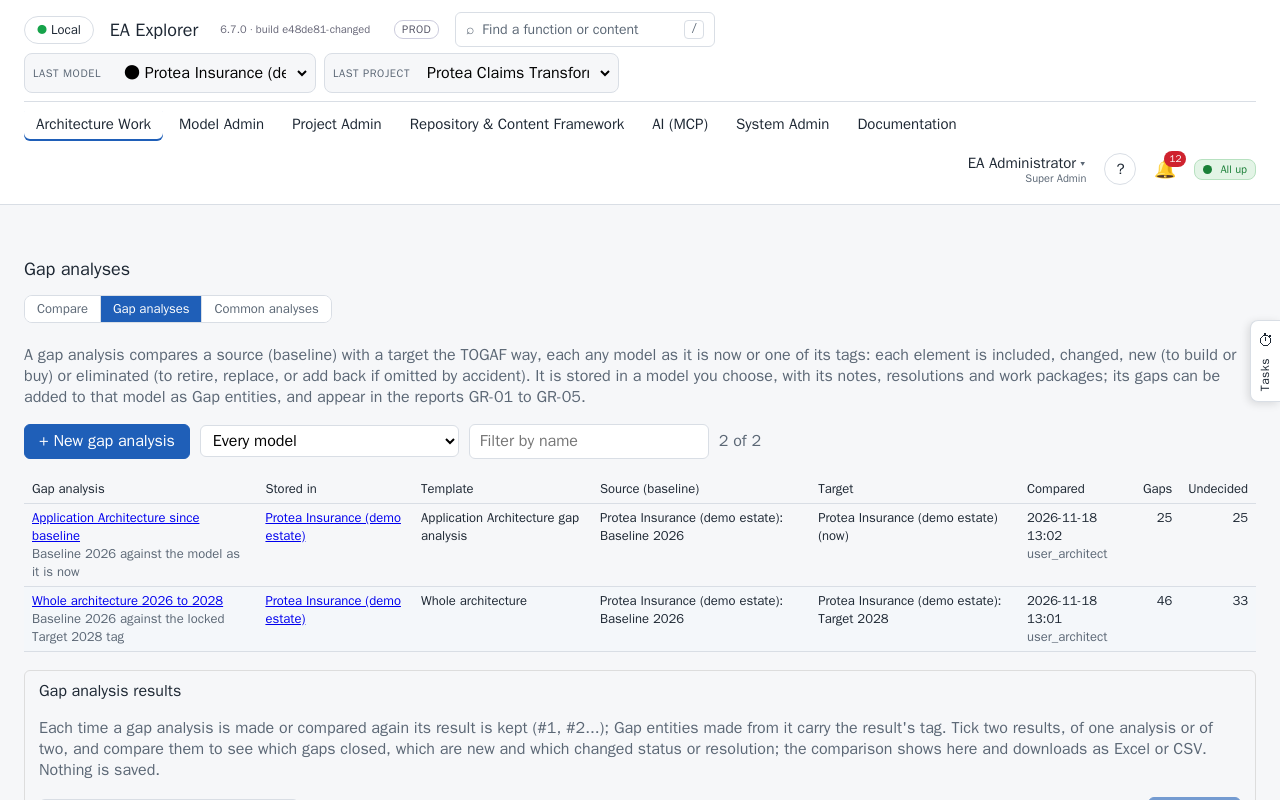 Local
EA Explorer
6.7.0 · build e48de81-changed
PROD
Find a function or content
/
LAST MODEL
Protea Insurance (de
LAST PROJECT
Protea Claims Transfor
Architecture Work
Model Admin
Project Admin
Repository & Content Framework
AI (MCP)
System Admin
Documentation
EA Administrator
Super Admin
?
12
All up
Gap analyses
Compare
Gap analyses
Common analyses
Tasks
A gap analysis compares a source (baseline) with a target the TOGAF way, each any model as it is now or one of its tags: each element is included, changed, new (to build or
buy) or eliminated (to retire, replace, or add back if omitted by accident). It is stored in a model you choose, with its notes, resolutions and work packages; its gaps can be
added to that model as Gap entities, and appear in the reports GR-01 to GR-05.
+ New gap analysis
Every model
Filter by name
2 of 2
Gap analysis
Stored in
Template
Source (baseline)
Target
Compared
Gaps
Undecided
Application Architecture since
baseline
Baseline 2026 against the model as
it is now
Protea Insurance (demo
estate)
Application Architecture gap
analysis
Protea Insurance (demo estate):
Baseline 2026
Protea Insurance (demo estate)
(now)
2026-11-18
13:02
user_architect
25
25
Whole architecture 2026 to 2028
Baseline 2026 against the locked
Target 2028 tag
Protea Insurance (demo
estate)
Whole architecture
Protea Insurance (demo estate):
Baseline 2026
Protea Insurance (demo estate):
Target 2028
2026-11-18
13:01
user_architect
46
33
Gap analysis results
Each time a gap analysis is made or compared again its result is kept (#1, #2...); Gap entities made from it carry the result's tag. Tick two results, of one analysis or of
two, and compare them to see which gaps closed, which are new and which changed status or resolution; the comparison shows here and downloads as Excel or CSV.
Nothing is saved.